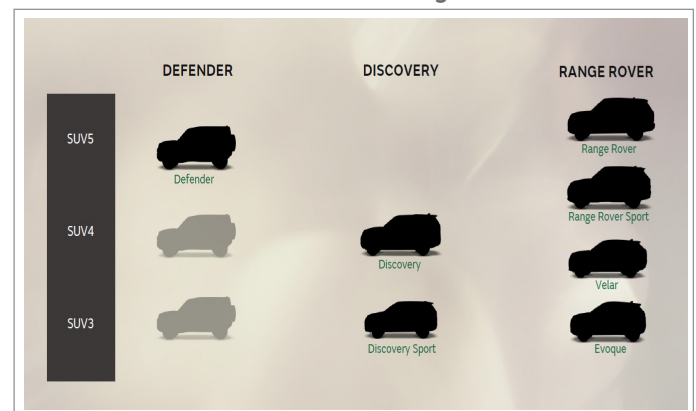 DEFENDER DISCOVERY RANGE ROVER
SUV5
Defender
Range Rover
Range Rover Sport
SUV4
Discovery
Velar
SUV3
Discovery Sport
Evoque